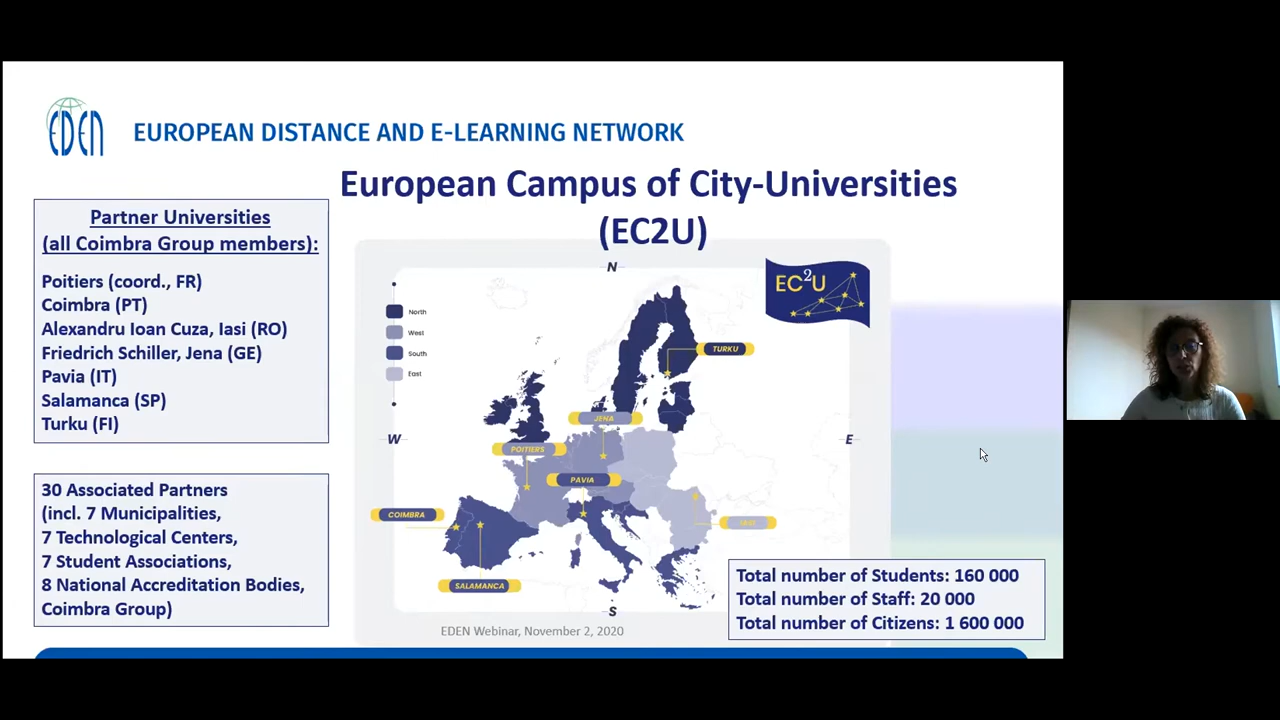 EDEN
EUROPEAN DISTANCE AND E-LEARNING NETWORK
European Campus of City-Universities
(EC2U)
Partner Universities
(all Coimbra Group members):
Poitiers (coord., FR)
Coimbra (PT)
Alexandru Ioan Cuza, Iasi (RO)
Friedrich Schiller, Jena (GE)
Pavia (IT)
Salamanca (SP)
Turku (FI)
30 Associated Partners
(incl. 7 Municipalities,
7 Technological Centers,
7 Student Associations,
8 National Accreditation Bodies,
Coimbra Group)
N
EC²U
North
West
South
East
TURKU
JENA
W
E
POITIERS
PAVIA
COIMBRA
IASI
SALAMANCA
S
Total number of Students: 160 000
Total number of Staff: 20 000
Total number of Citizens: 1 600 000
EDEN Webinar, November 2, 2020